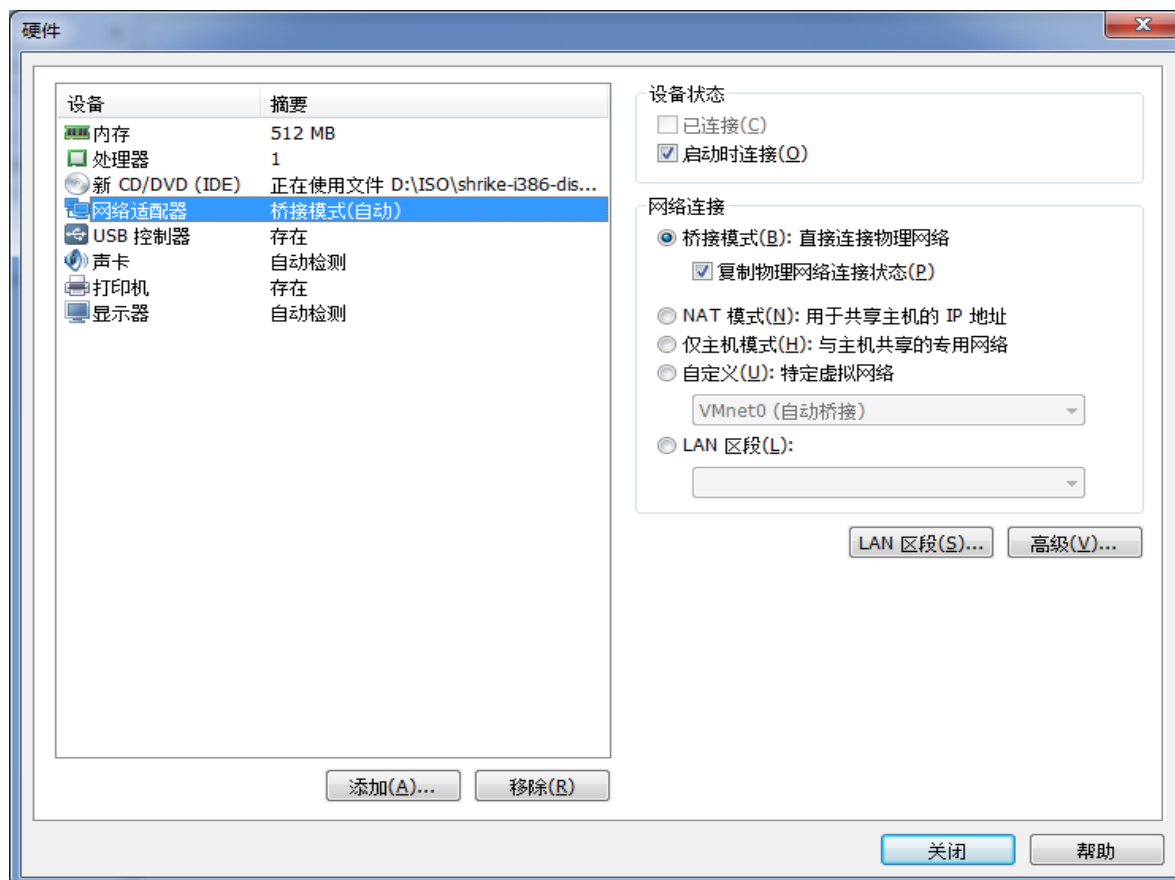 硬件
设备 摘要
内存 512 MB
处理器 1
新 CD/DVD (IDE) 正在使用文件 D:\ISO\shrike-i386-dis...
网络适配器 桥接模式(自动)
USB 控制器 存在
声卡 自动检测
打印机 存在
显示器 自动检测
添加(A)... 移除(R)
设备状态
已连接(C)
启动时连接(O)
网络连接
桥接模式(B): 直接连接物理网络
复制物理网络连接状态(P)
NAT 模式(N): 用于共享主机的 IP 地址
仅主机模式(H): 与主机共享的专用网络
自定义(U): 特定虚拟网络
VMnet0 (自动桥接)
LAN 区段(L):
LAN 区段(S)... 高级(V)...
关闭 帮助